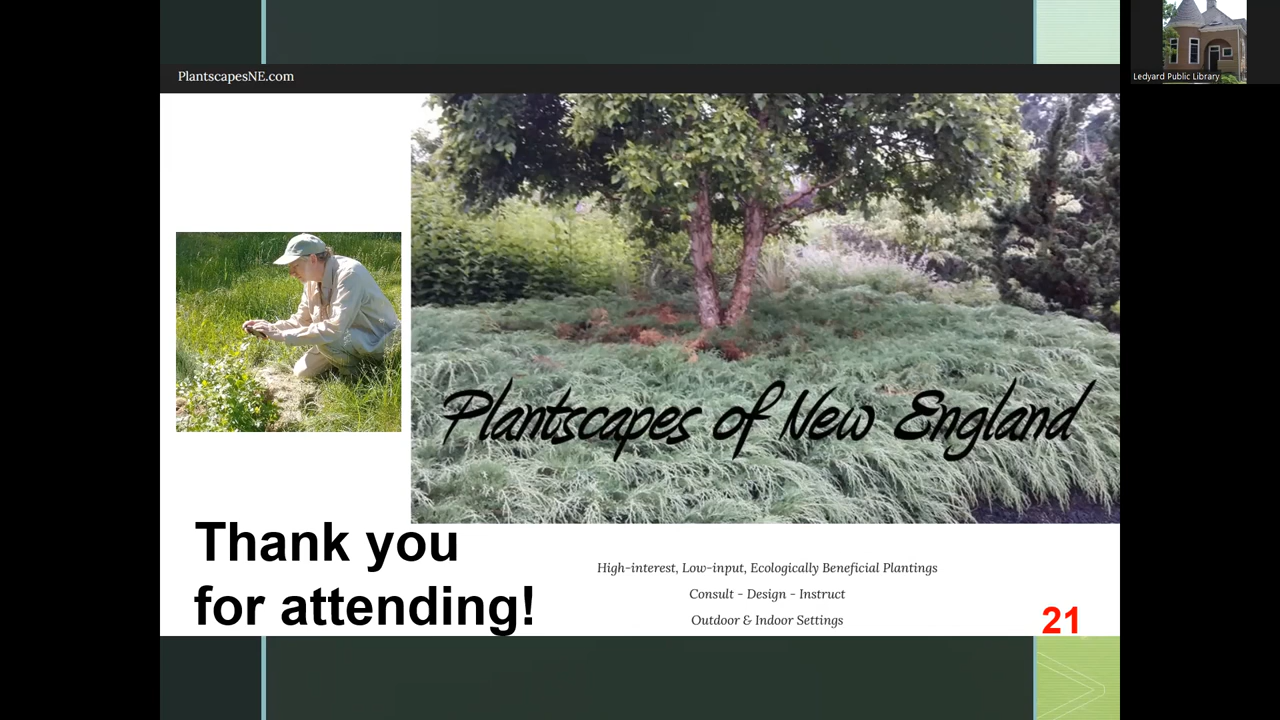 PlantscapesNE.com
Ledyard Public Library
Plantscapes of New England
Thank you
for attending!
High-interest, Low-input, Ecologically Beneficial Plantings
Consult - Design - Instruct
Outdoor & Indoor Settings
21